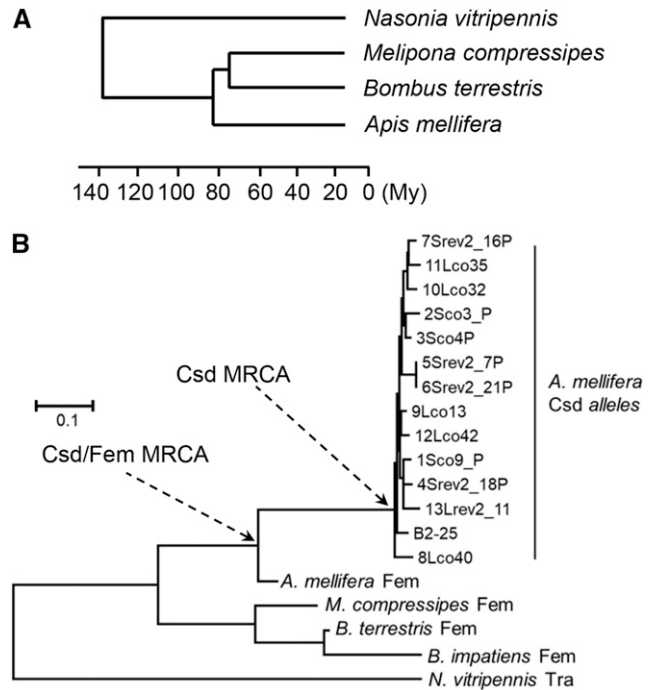 A
Nasonia vitripennis
Melipona compressipes
Bombus terrestris
Apis mellifera
140 120 100 80 60 40 20 0 (My)
B
7Srev2_16P
11Lco35
10Lco32
2Sco3_P
3Sco4P
5Srev2_7P
6Srev2_21P
9Lco13
12Lco42
1Sco9_P
4Srev2_18P
13Lrev2_11
B2-25
8Lco40
A. mellifera
Csd alleles
Csd MRCA
0.1
Csd/Fem MRCA
A. mellifera Fem
M. compressipes Fem
B. terrestris Fem
B. impatiens Fem
N. vitripennis Tra